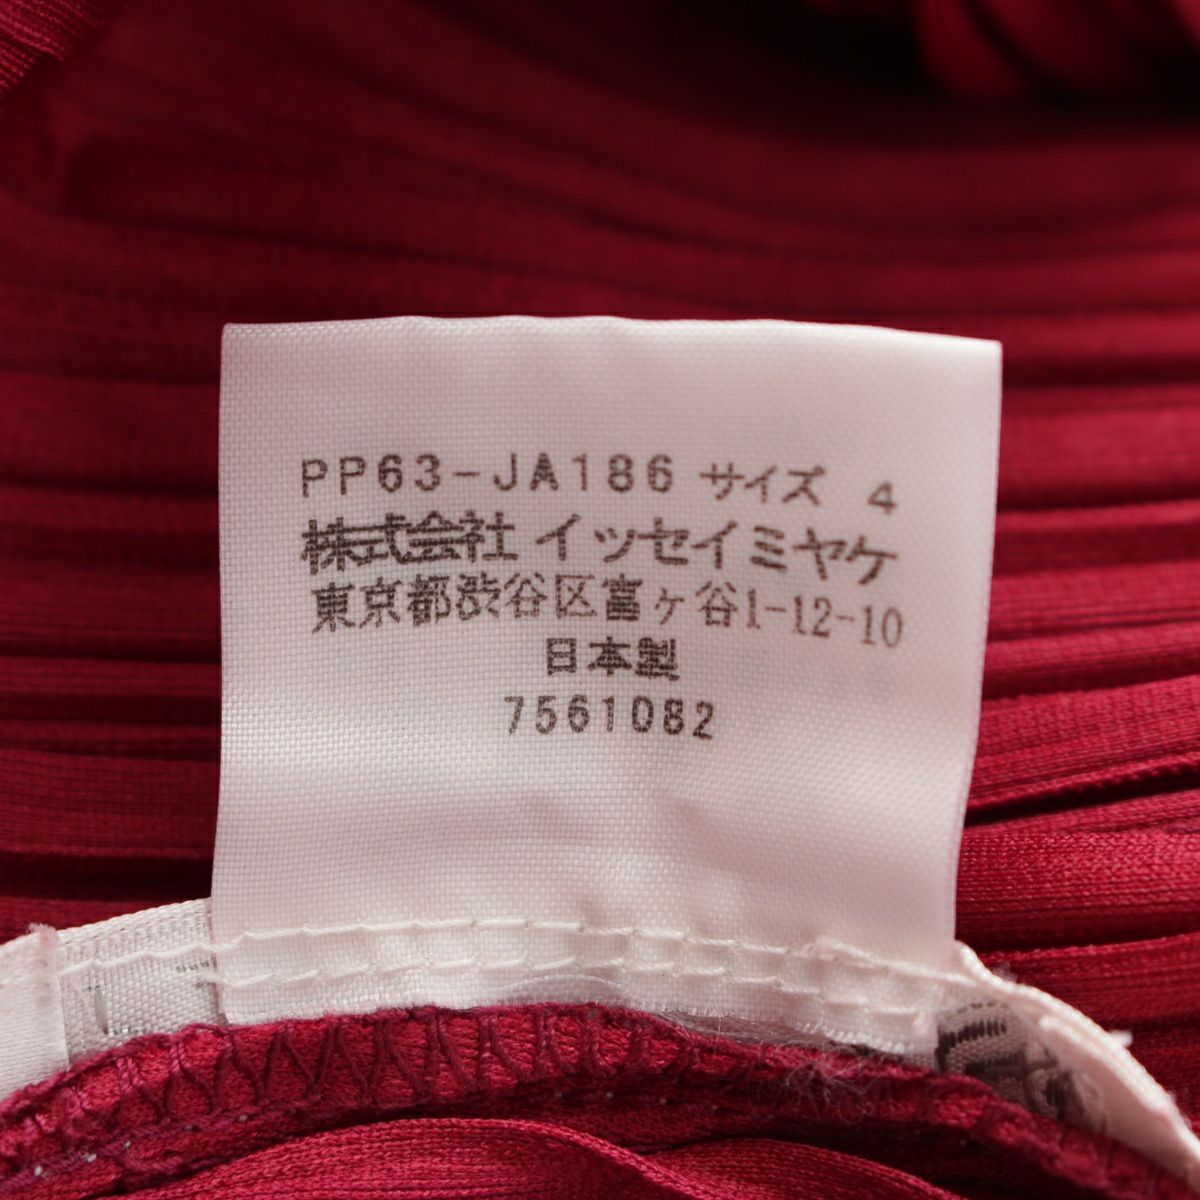 PP63-JA186 サイズ 4
株式会社 イッセイミヤケ
東京都渋谷区富ヶ谷1-12-10
日本製
7561082